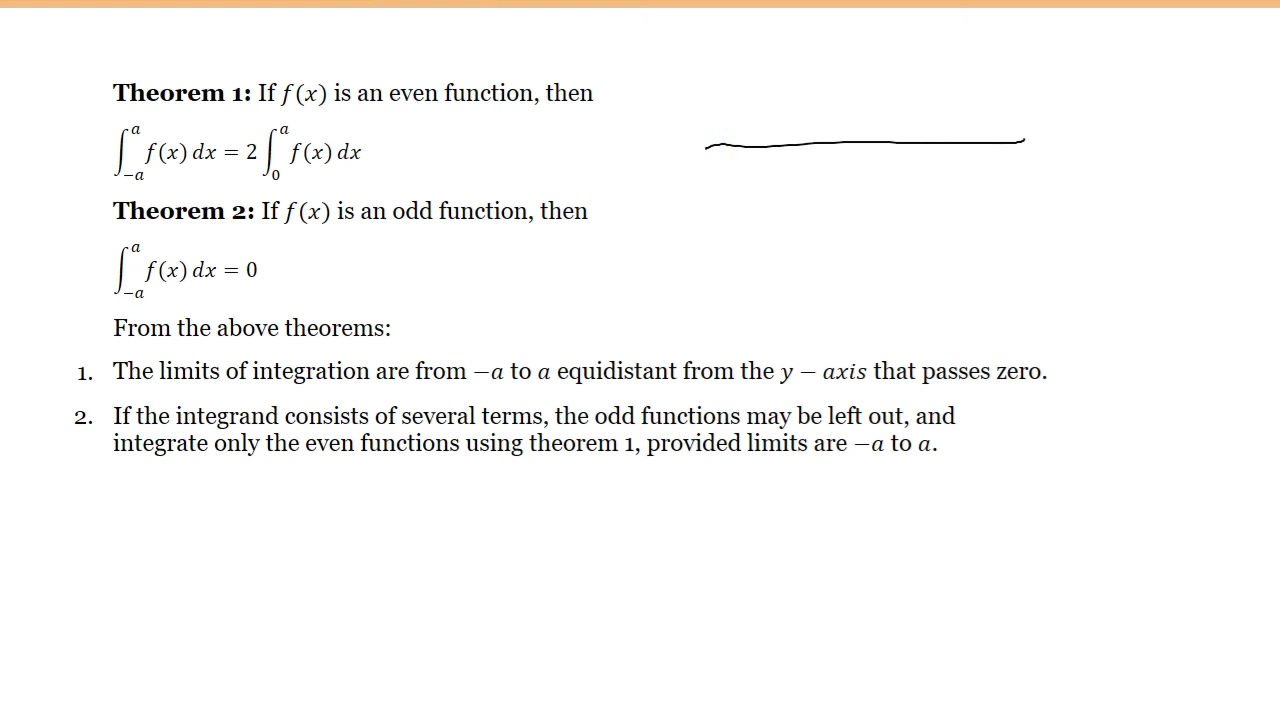 Theorem 1: If f(x) is an even function, then
∫₋ₐᵃ f(x) dx = 2 ∫₀ᵃ f(x) dx
Theorem 2: If f(x) is an odd function, then
∫₋ₐᵃ f(x) dx = 0
From the above theorems:
1. The limits of integration are from −a to a equidistant from the y − axis that passes zero.
2. If the integrand consists of several terms, the odd functions may be left out, and
integrate only the even functions using theorem 1, provided limits are −a to a.